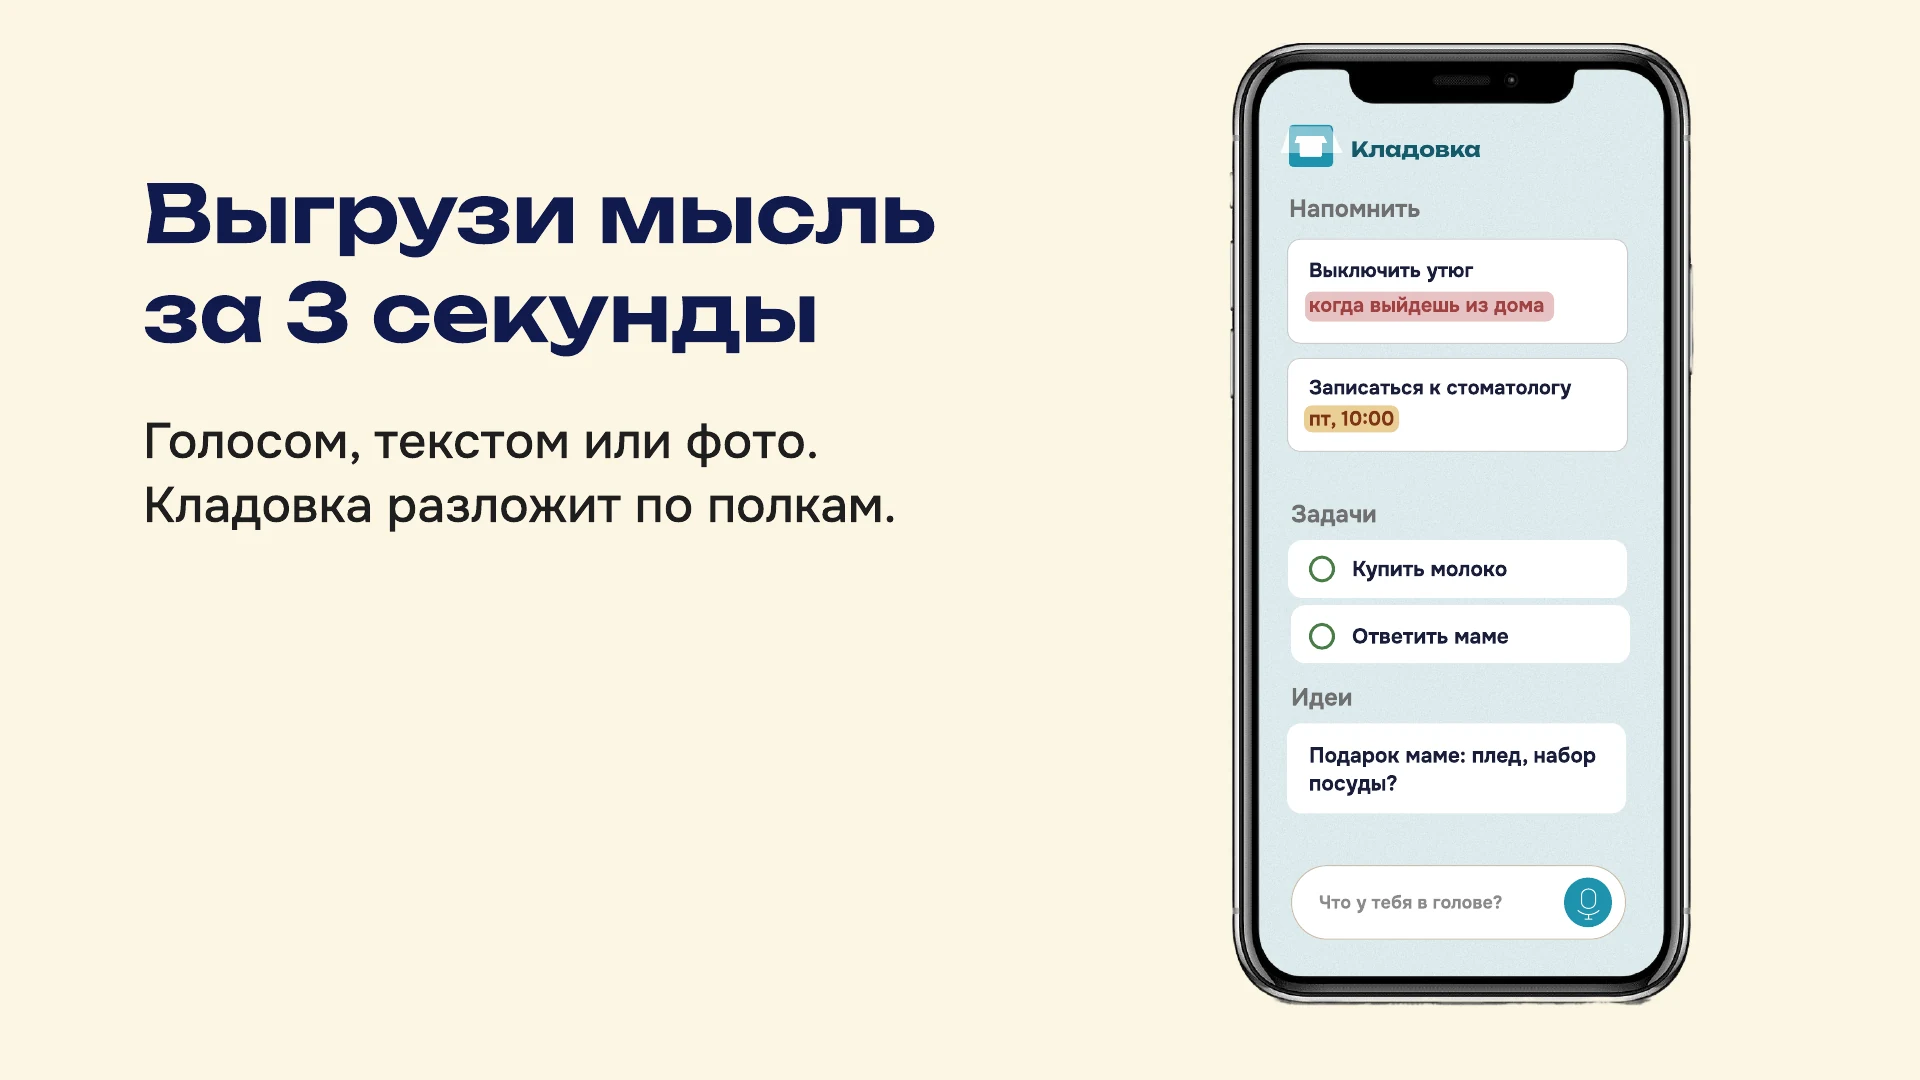 Выгрузи мысль
за 3 секунды
Голосом, текстом или фото.
Кладовка разложит по полкам.
Кладовка
Напомнить
Выключить утюг
когда выйдешь из дома
Записаться к стоматологу
пт, 10:00
Задачи
Купить молоко
Ответить маме
Идеи
Подарок маме: плед, набор
посуды?
Что у тебя в голове?